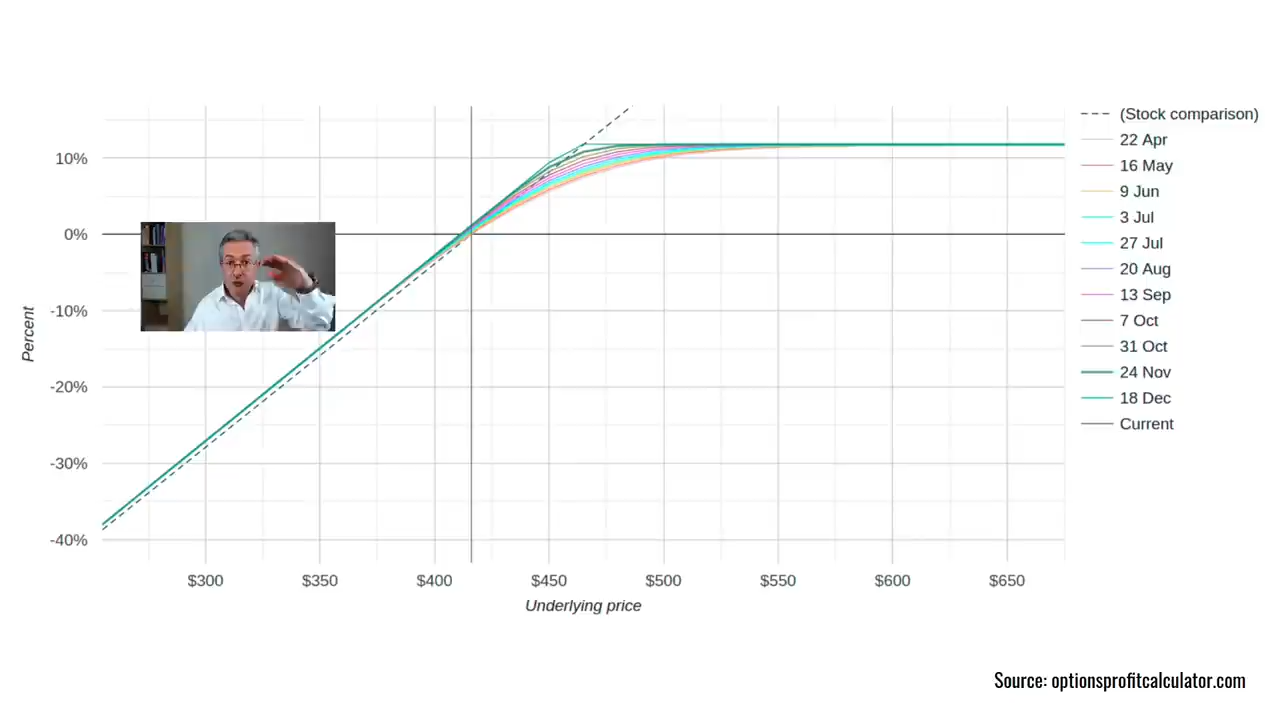 (Stock comparison)
22 Apr
16 May
9 Jun
3 Jul
27 Jul
20 Aug
13 Sep
7 Oct
31 Oct
24 Nov
18 Dec
Current
Percent
10%
0%
-10%
-20%
-30%
-40%
$300 $350 $400 $450 $500 $550 $600 $650
Underlying price
Source: optionsprofitcalculator.com